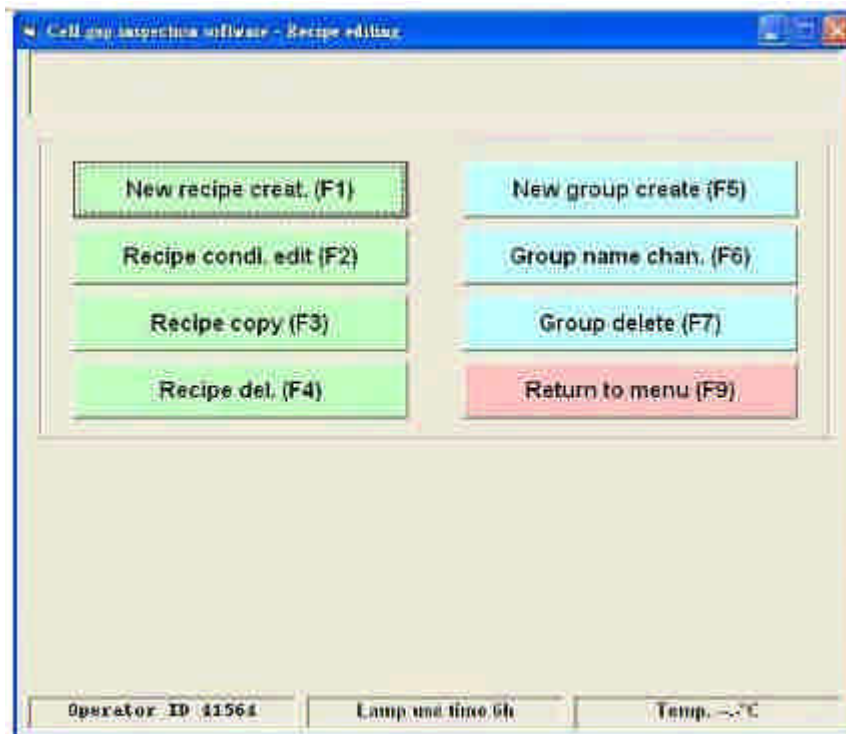 Cell gap inspection software - Recipe editing
New recipe creat. (F1)
New group create (F5)
Recipe condi. edit (F2)
Group name chan. (F6)
Recipe copy (F3)
Group delete (F7)
Recipe del. (F4)
Return to menu (F9)
Operator ID 41564
Lamp use time 6h
Temp. -.-°C